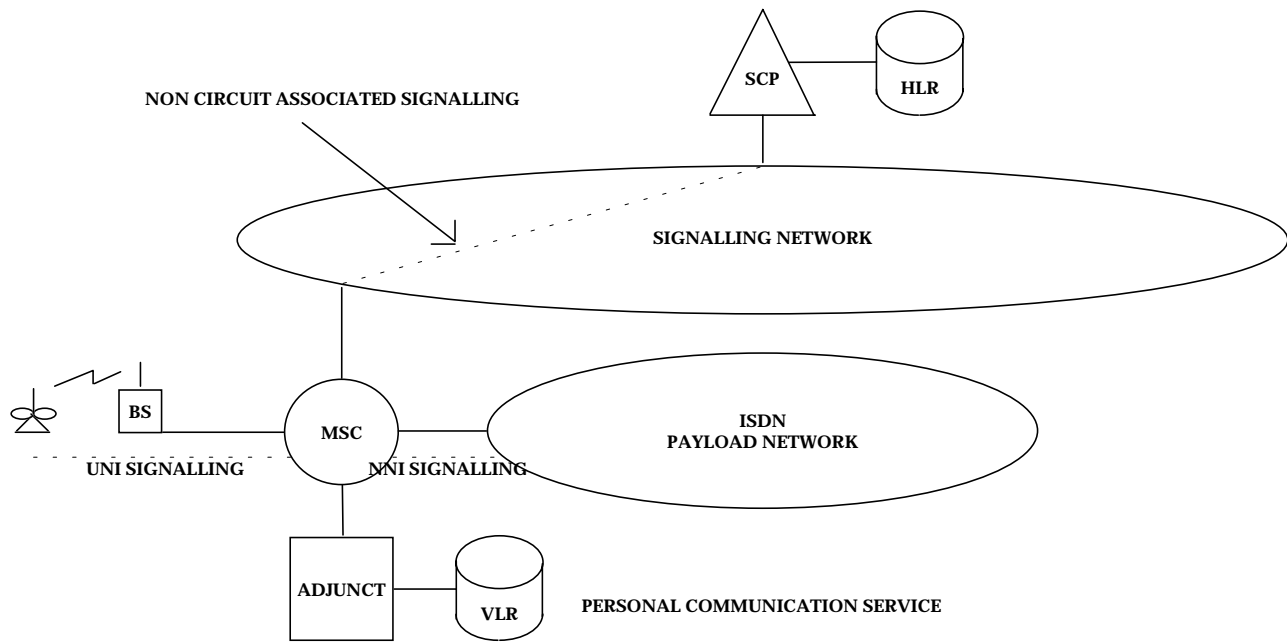 SCP
HLR
NON CIRCUIT ASSOCIATED SIGNALLING
SIGNALLING NETWORK
BS
MSC
ISDN
PAYLOAD NETWORK
UNI SIGNALLING
NNI SIGNALLING
ADJUNCT
VLR
PERSONAL COMMUNICATION SERVICE